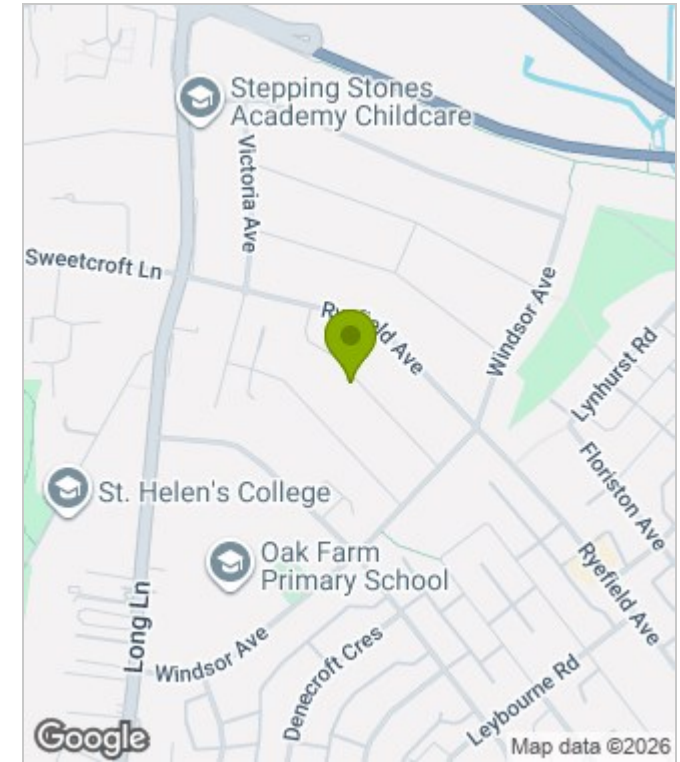 Stepping Stones
Academy Childcare
Victoria Ave
Sweetcroft Ln
Ryefield Ave
Windsor Ave
Lynhurst Rd
Floriston Ave
St. Helen's College
Oak Farm
Primary School
Ryefield Ave
Long Ln
Windsor Ave
Denecroft Cres
Leybourne Rd
Google
Map data ©2026